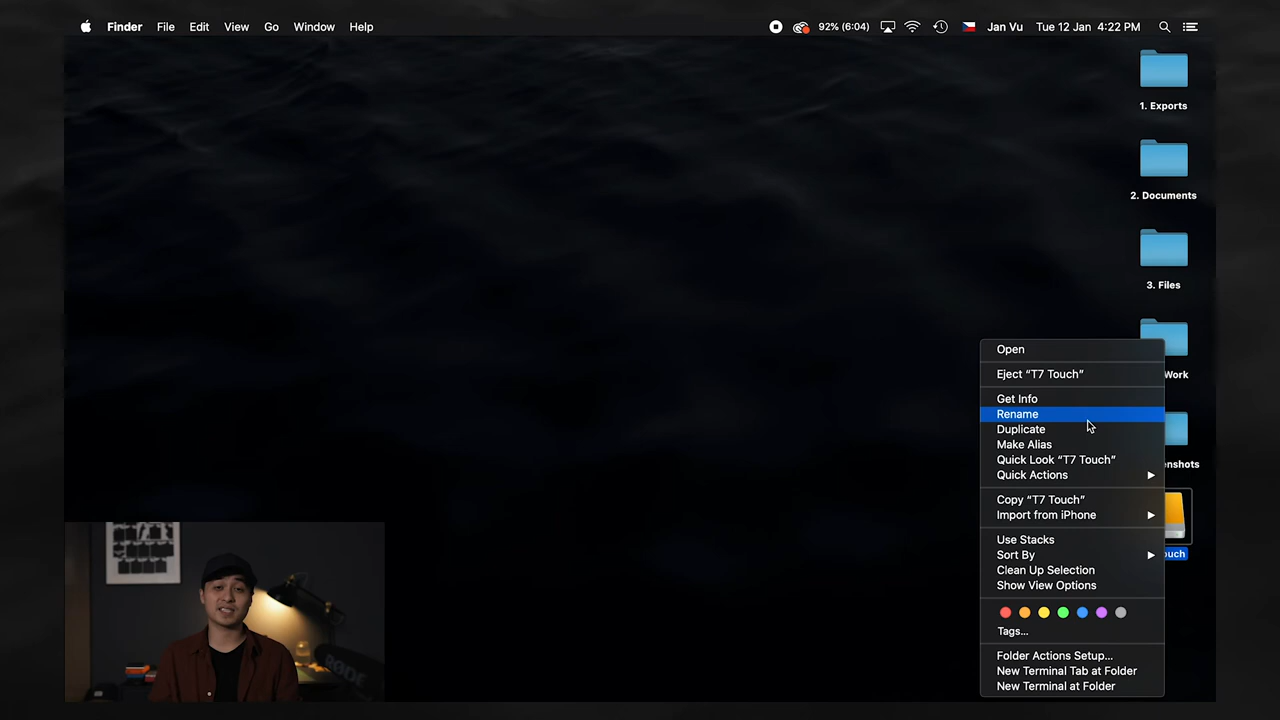 Finder File Edit View Go Window Help 92% (6:04) Jan Vu Tue 12 Jan 4:22 PM
1. Exports
2. Documents
3. Files
Work
enshots
ouch
Open
Eject “T7 Touch”
Get Info
Rename
Duplicate
Make Alias
Quick Look “T7 Touch”
Quick Actions
Copy “T7 Touch”
Import from iPhone
Use Stacks
Sort By
Clean Up Selection
Show View Options
Tags...
Folder Actions Setup...
New Terminal Tab at Folder
New Terminal at Folder
RØDE